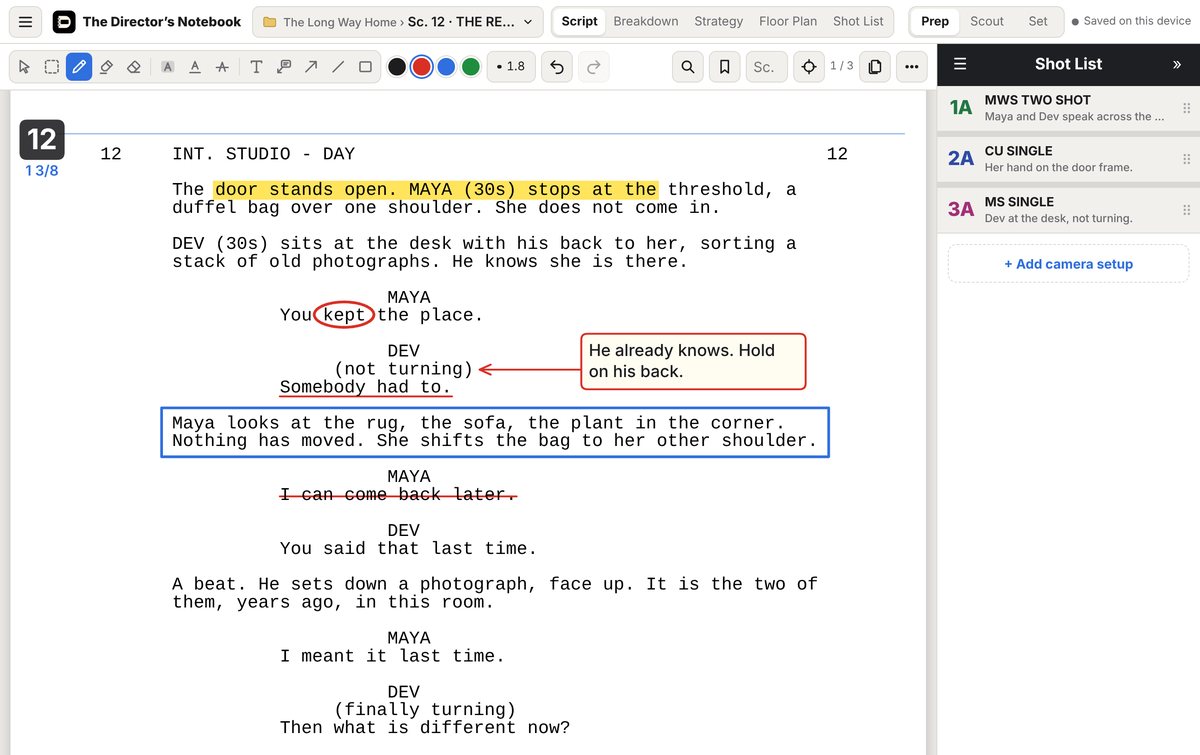 The Director's Notebook
The Long Way Home › Sc. 12 · THE RE...
Script Breakdown Strategy Floor Plan Shot List
Prep Scout Set
Saved on this device
A A A T
• 1.8
Sc.
1 / 3
Shot List »
1A MWS TWO SHOT
Maya and Dev speak across the ...
2A CU SINGLE
Her hand on the door frame.
3A MS SINGLE
Dev at the desk, not turning.
+ Add camera setup
12
1 3/8
12 INT. STUDIO - DAY 12
The door stands open. MAYA (30s) stops at the threshold, a
duffel bag over one shoulder. She does not come in.
DEV (30s) sits at the desk with his back to her, sorting a
stack of old photographs. He knows she is there.
MAYA
You kept the place.
DEV
(not turning)
Somebody had to.
He already knows. Hold
on his back.
Maya looks at the rug, the sofa, the plant in the corner.
Nothing has moved. She shifts the bag to her other shoulder.
MAYA
I can come back later.
DEV
You said that last time.
A beat. He sets down a photograph, face up. It is the two of
them, years ago, in this room.
MAYA
I meant it last time.
DEV
(finally turning)
Then what is different now?